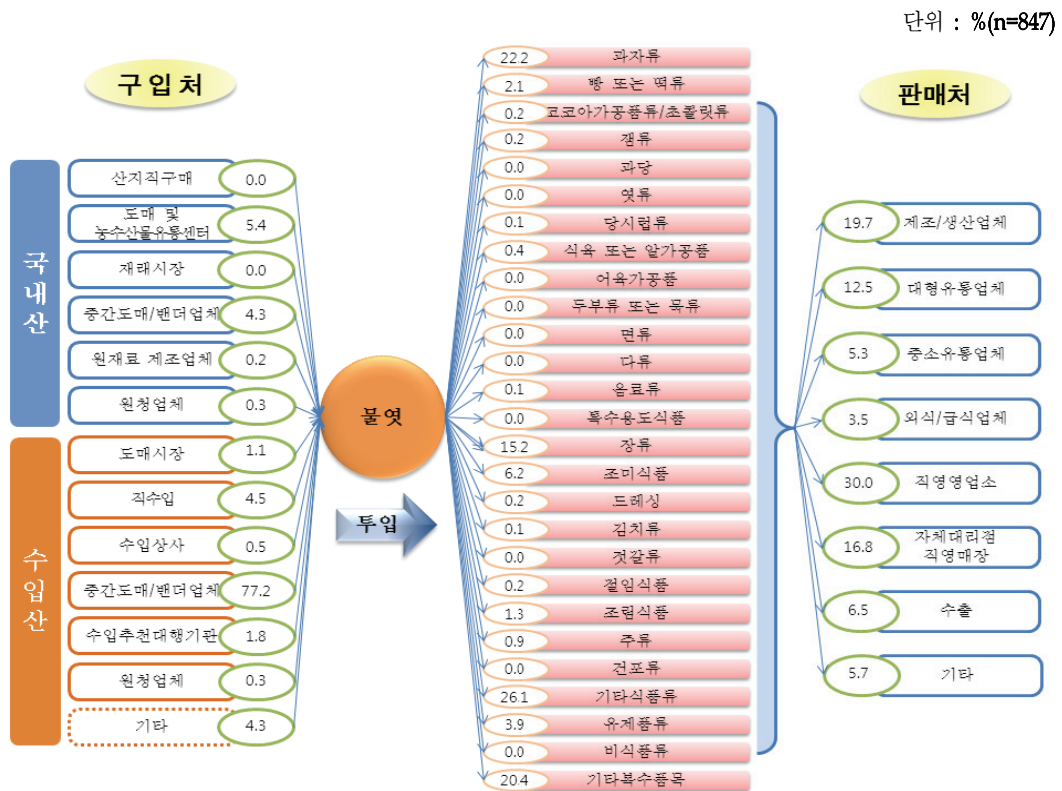 단위 : %(n=847)
구입처
국내산
산지직구매 0.0
도매 및
농수산물유통센터 5.4
재래시장 0.0
중간도매/밴더업체 4.3
원재료 제조업체 0.2
원청업체 0.3
수입산
도매시장 1.1
직수입 4.5
수입상사 0.5
중간도매/밴더업체 77.2
수입추천대행기관 1.8
원청업체 0.3
기타 4.3
물엿
투입
22.2 과자류
2.1 빵 또는 떡류
0.2 코코아가공품류/초콜릿류
0.2 잼류
0.0 과당
0.0 엿류
0.1 당시럽류
0.4 식육 또는 알가공품
0.0 어육가공품
0.0 두부류 또는 묵류
0.0 면류
0.0 다류
0.1 음료류
0.0 특수용도식품
15.2 장류
6.2 조미식품
0.2 드레싱
0.1 김치류
0.0 젓갈류
0.2 절임식품
1.3 조림식품
0.9 주류
0.0 건포류
26.1 기타식품류
3.9 유제품류
0.0 비식품류
20.4 기타복수품목
판매처
19.7 제조/생산업체
12.5 대형유통업체
5.3 중소유통업체
3.5 외식/급식업체
30.0 직영영업소
16.8 자체대리점
직영매장
6.5 수출
5.7 기타